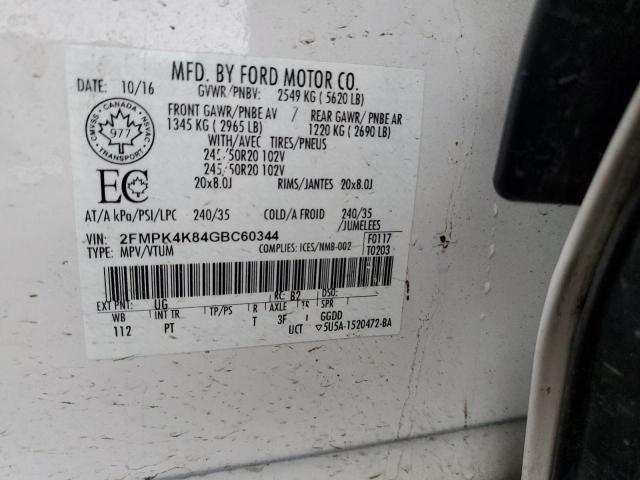 MFD. BY FORD MOTOR CO.
DATE: 10/16
GVWR/PNBV: 2549 KG ( 5620 LB)
FRONT GAWR/PNBE AV / REAR GAWR/PNBE AR
1345 KG ( 2965 LB) 1220 KG ( 2690 LB)
WITH/AVEC TIRES/PNEUS
245/50R20 102V
245/50R20 102V
20x8.0J RIMS/JANTES 20x8.0J
CANADA
CMVSS NSVAC
977
TRANSPORT
EC
AT/A kPa/PSI/LPC 240/35 COLD/A FROID 240/35
/JUMELEES
VIN: 2FMPK4K84GBC60344 F0117
TYPE: MPV/VTUM COMPLIES: ICES/NMB-002 T0203
EXT PNT: UG RC: B2 DSO:
WB INT TR TP/PS R AXLE TR SPR
112 PT T 3F GGDD
UCT 5U5A-1520472-BA